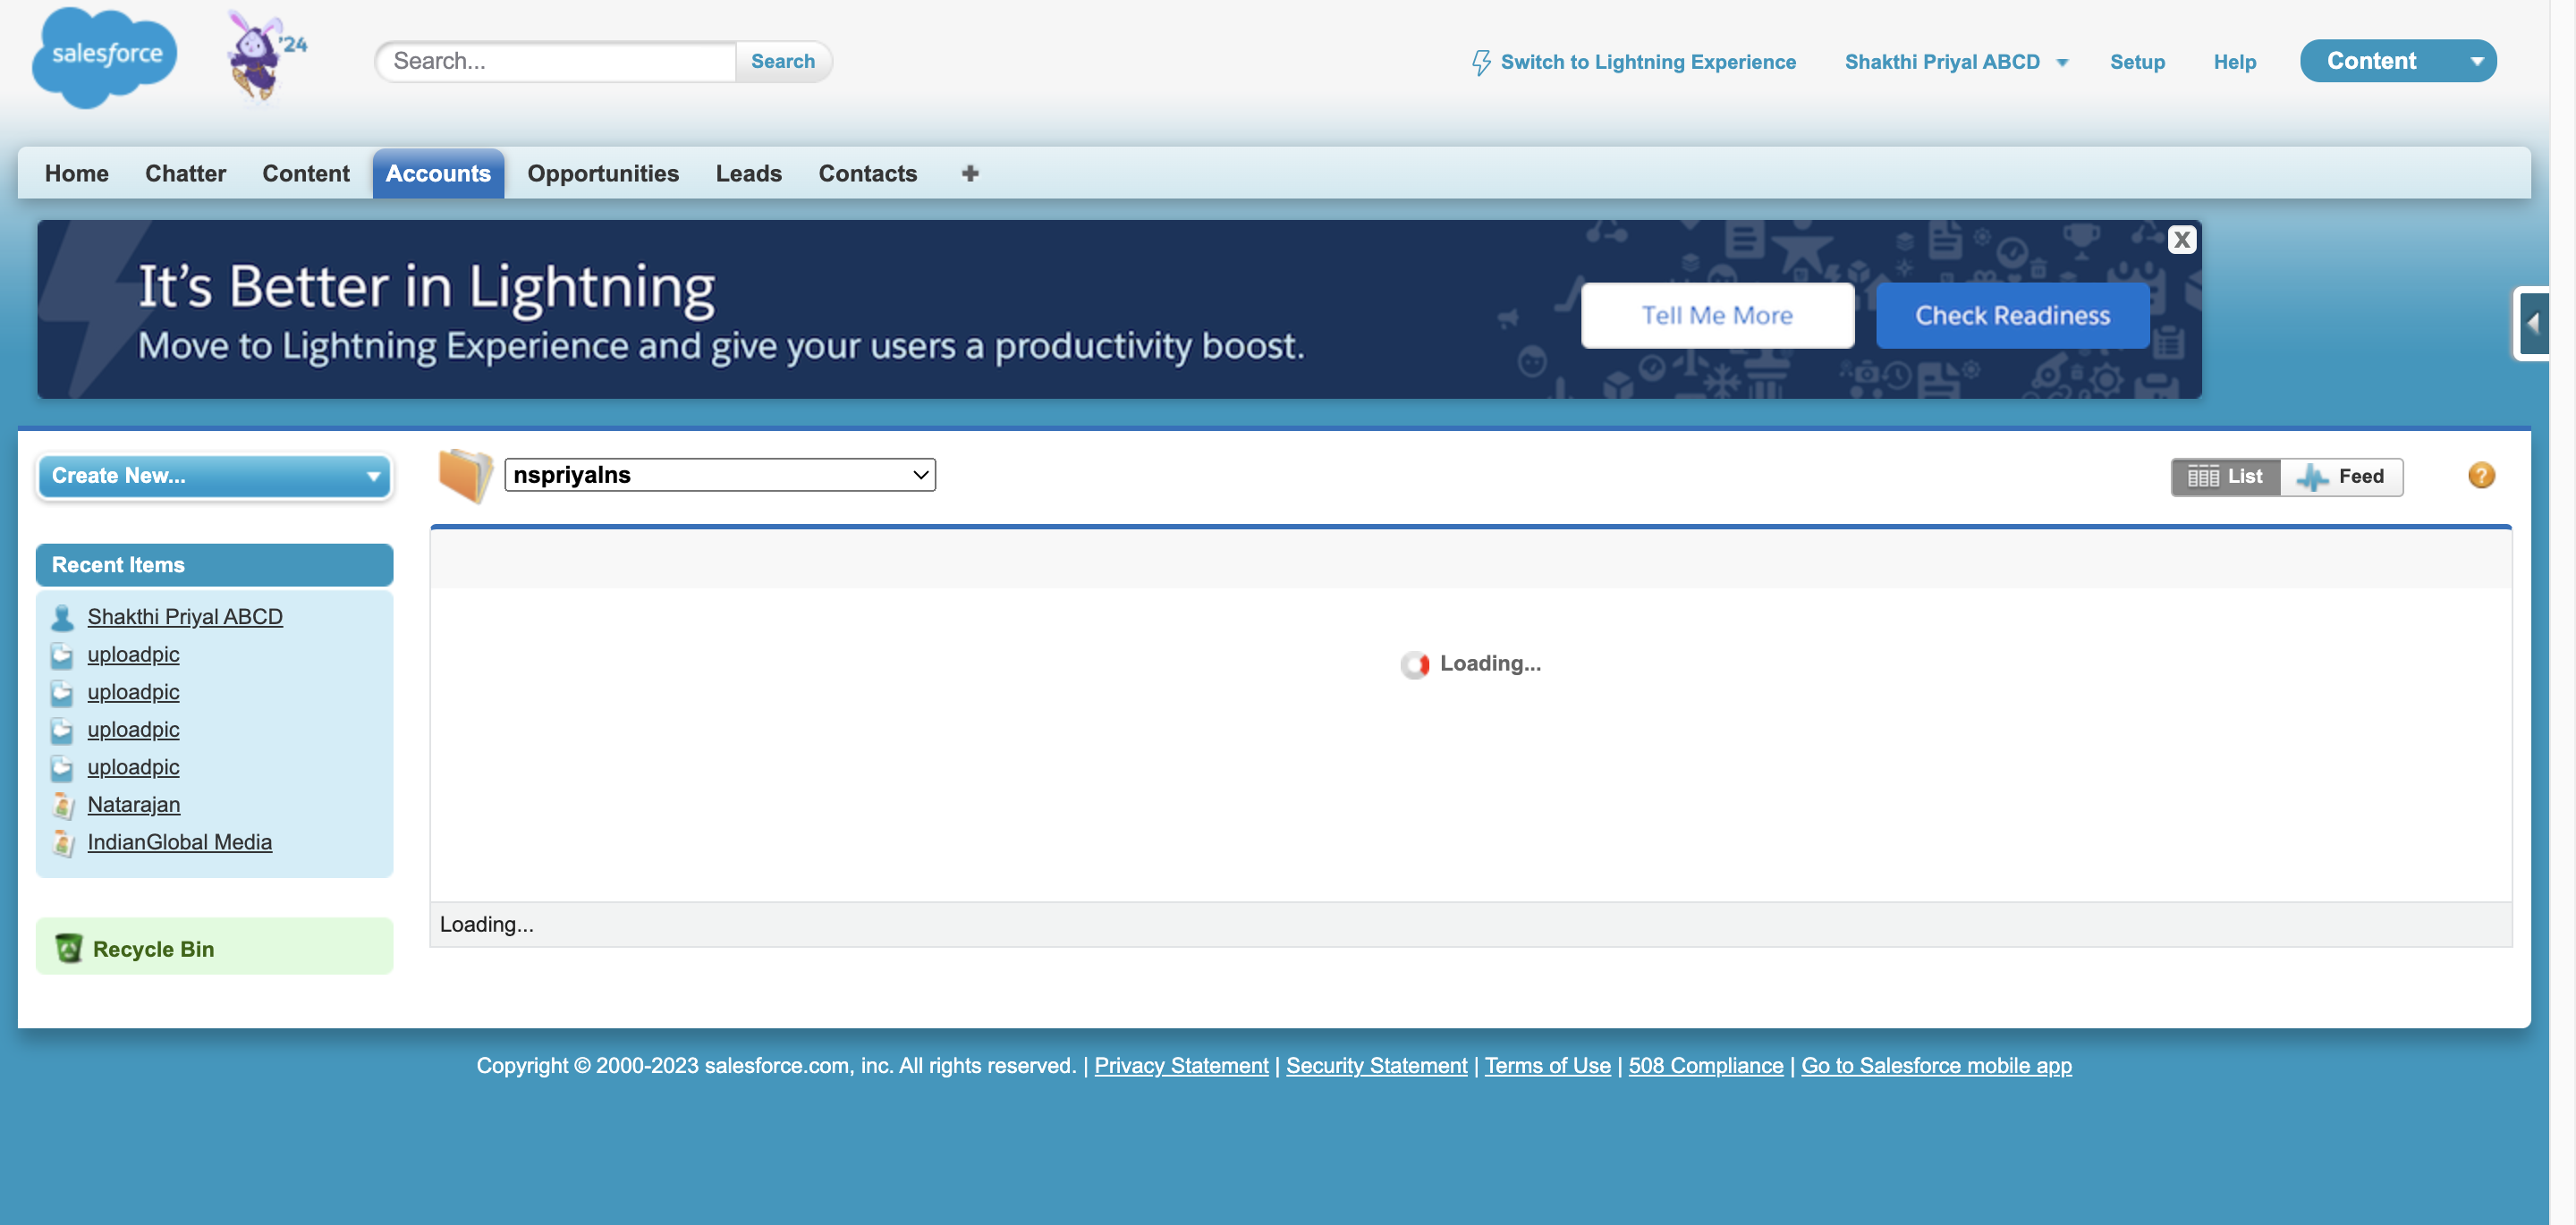 salesforce
'24
Search...
Search
Switch to Lightning Experience
Shakthi Priyal ABCD
Setup
Help
Content
Home
Chatter
Content
Accounts
Opportunities
Leads
Contacts
It's Better in Lightning
Move to Lightning Experience and give your users a productivity boost.
Tell Me More
Check Readiness
X
Create New...
nspriyalns
List
Feed
?
Recent Items
Shakthi Priyal ABCD
uploadpic
uploadpic
uploadpic
uploadpic
Natarajan
IndianGlobal Media
Recycle Bin
Loading...
Loading...
Copyright © 2000-2023 salesforce.com, inc. All rights reserved. | Privacy Statement | Security Statement | Terms of Use | 508 Compliance | Go to Salesforce mobile app